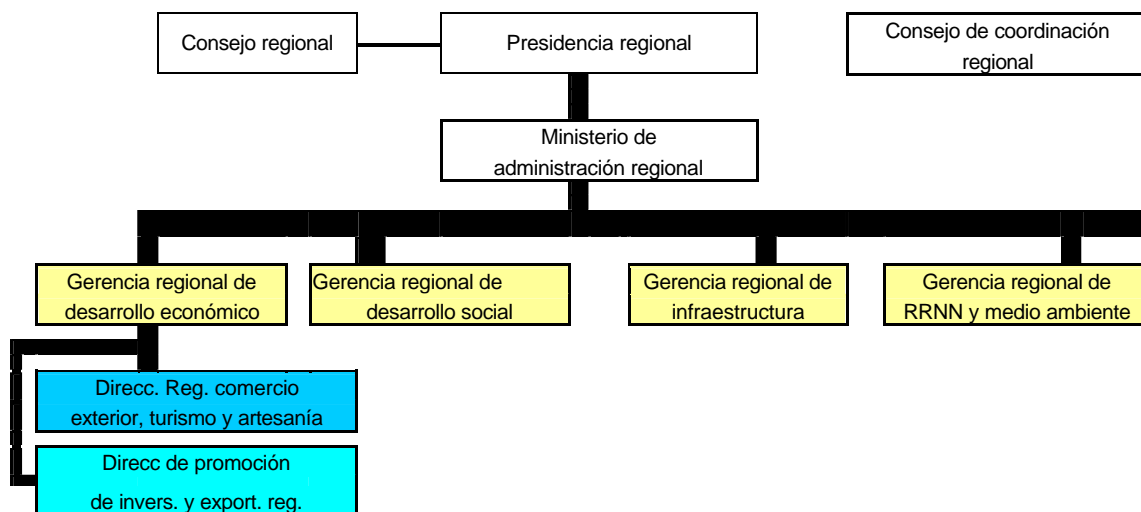 Consejo regional
Presidencia regional
Consejo de coordinación
regional
Ministerio de
administración regional
Gerencia regional de
desarrollo económico
Gerencia regional de
desarrollo social
Gerencia regional de
infraestructura
Gerencia regional de
RRNN y medio ambiente
Direcc. Reg. comercio
exterior, turismo y artesanía
Direcc de promoción
de invers. y export. reg.